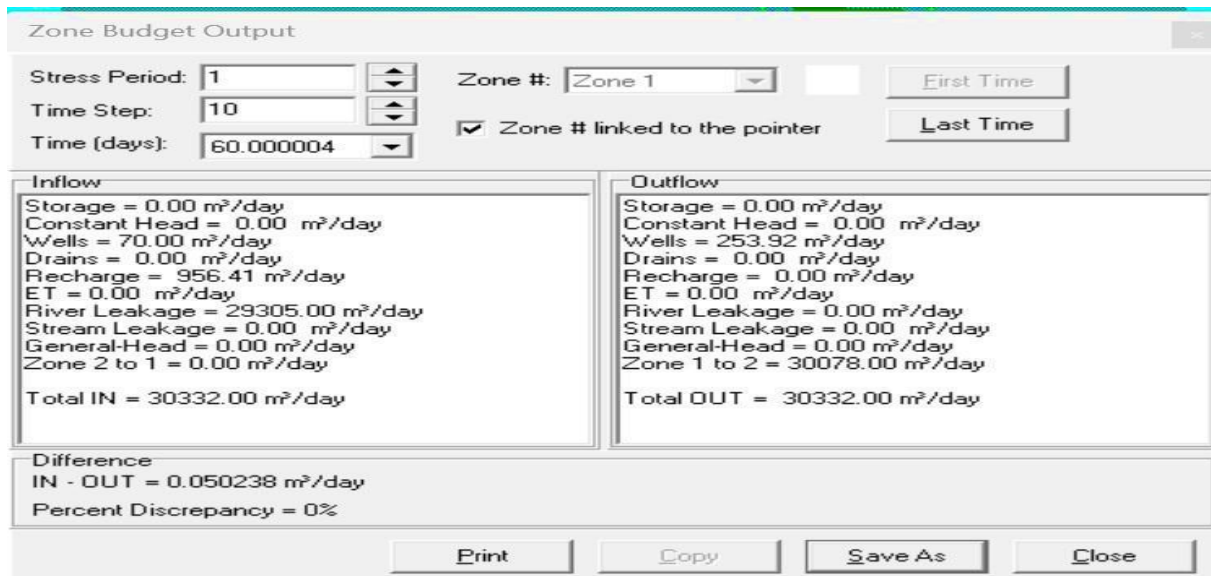 Zone Budget Output
Stress Period: 1
Zone #: Zone 1
First Time
Time Step: 10
Zone # linked to the pointer
Last Time
Time (days): 60.000004
Inflow
Storage = 0.00 m³/day
Constant Head = 0.00 m³/day
Wells = 70.00 m³/day
Drains = 0.00 m³/day
Recharge = 956.41 m³/day
ET = 0.00 m³/day
River Leakage = 29305.00 m³/day
Stream Leakage = 0.00 m³/day
General-Head = 0.00 m³/day
Zone 2 to 1 = 0.00 m³/day
Total IN = 30332.00 m³/day
Outflow
Storage = 0.00 m³/day
Constant Head = 0.00 m³/day
Wells = 253.92 m³/day
Drains = 0.00 m³/day
Recharge = 0.00 m³/day
ET = 0.00 m³/day
River Leakage = 0.00 m³/day
Stream Leakage = 0.00 m³/day
General-Head = 0.00 m³/day
Zone 1 to 2 = 30078.00 m³/day
Total OUT = 30332.00 m³/day
Difference
IN - OUT = 0.050238 m³/day
Percent Discrepancy = 0%
Print
Copy
Save As
Close